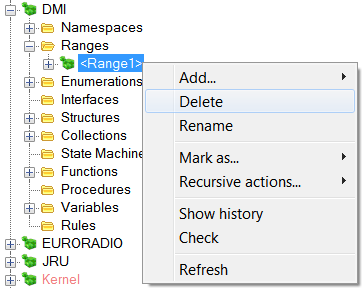 DMI
Namespaces
Ranges
<Range1>
Enumerations
Interfaces
Structures
Collections
State Machine
Functions
Procedures
Variables
Rules
EURORADIO
JRU
Kernel
Add...
Delete
Rename
Mark as...
Recursive actions...
Show history
Check
Refresh